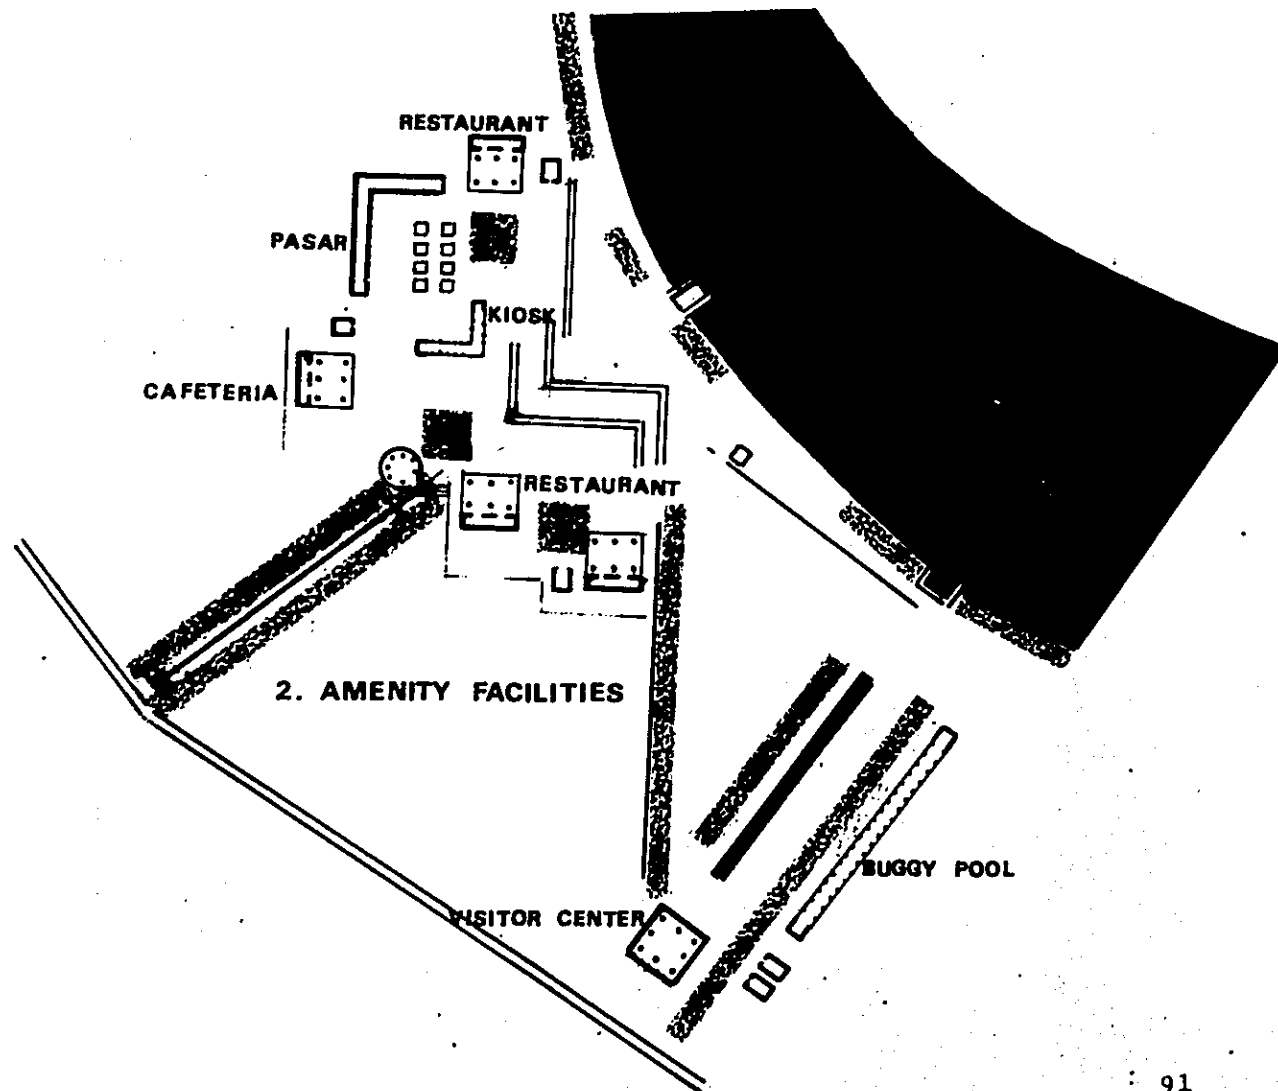 RESTAURANT
PASAR
KIOSK
CAFETERIA
RESTAURANT
2. AMENITY FACILITIES
BUGGY POOL
VISITOR CENTER
91